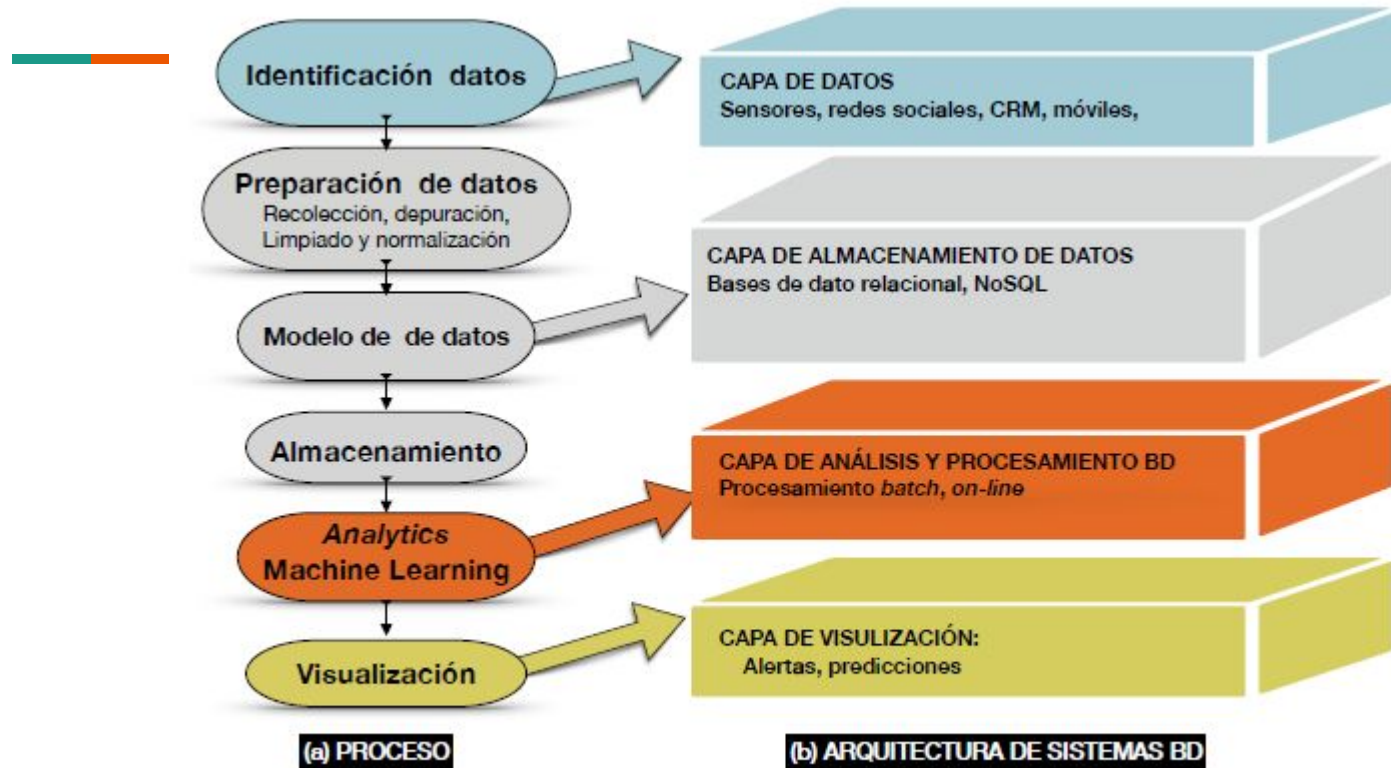 Identificación datos
Preparación de datos
Recolección, depuración,
Limpiado y normalización
Modelo de de datos
Almacenamiento
Analytics
Machine Learning
Visualización
(a) PROCESO
CAPA DE DATOS
Sensores, redes sociales, CRM, móviles,
CAPA DE ALMACENAMIENTO DE DATOS
Bases de dato relacional, NoSQL
CAPA DE ANÁLISIS Y PROCESAMIENTO BD
Procesamiento batch, on-line
CAPA DE VISULIZACIÓN:
Alertas, predicciones
(b) ARQUITECTURA DE SISTEMAS BD